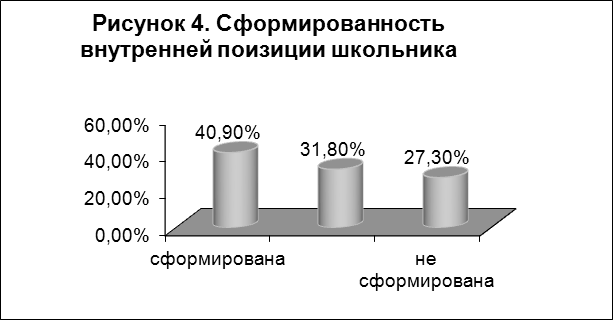 Рисунок 4. Сформированность
внутренней поизиции школьника
60,00%
40,00%
20,00%
0,00%
40,90%
31,80%
27,30%
сформирована
не
сформирована